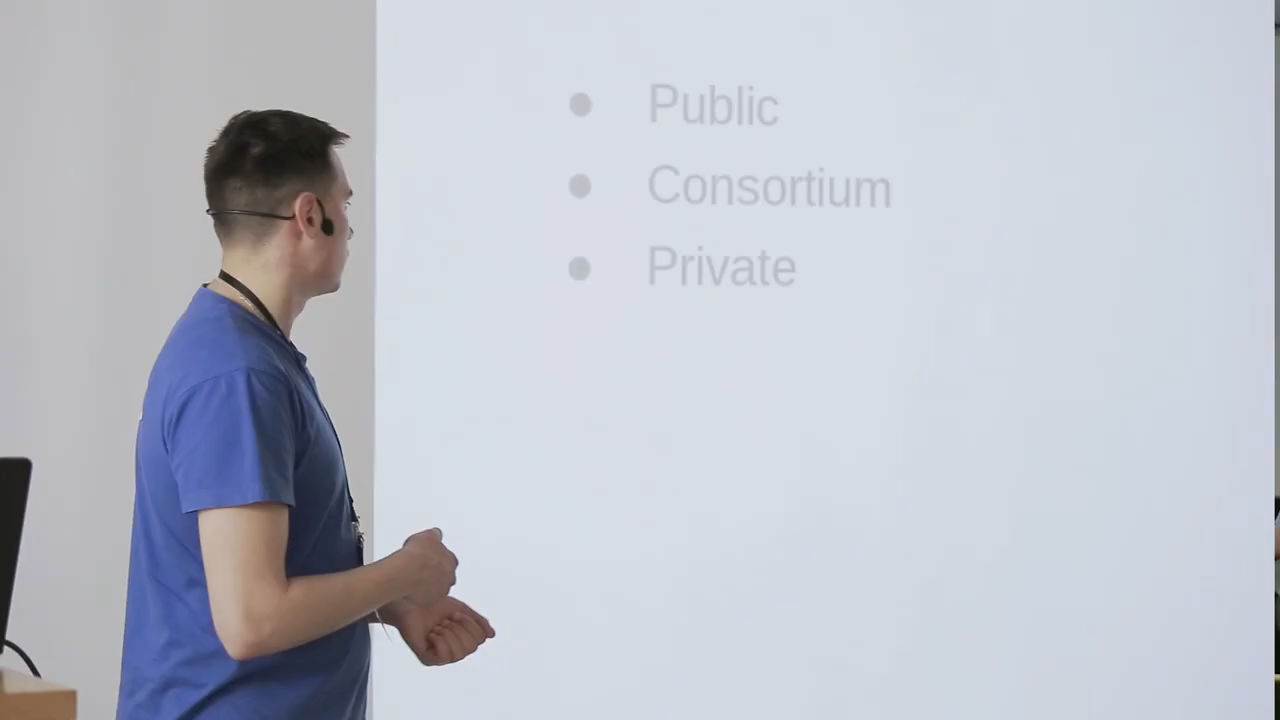 ● Public
● Consortium
● Private